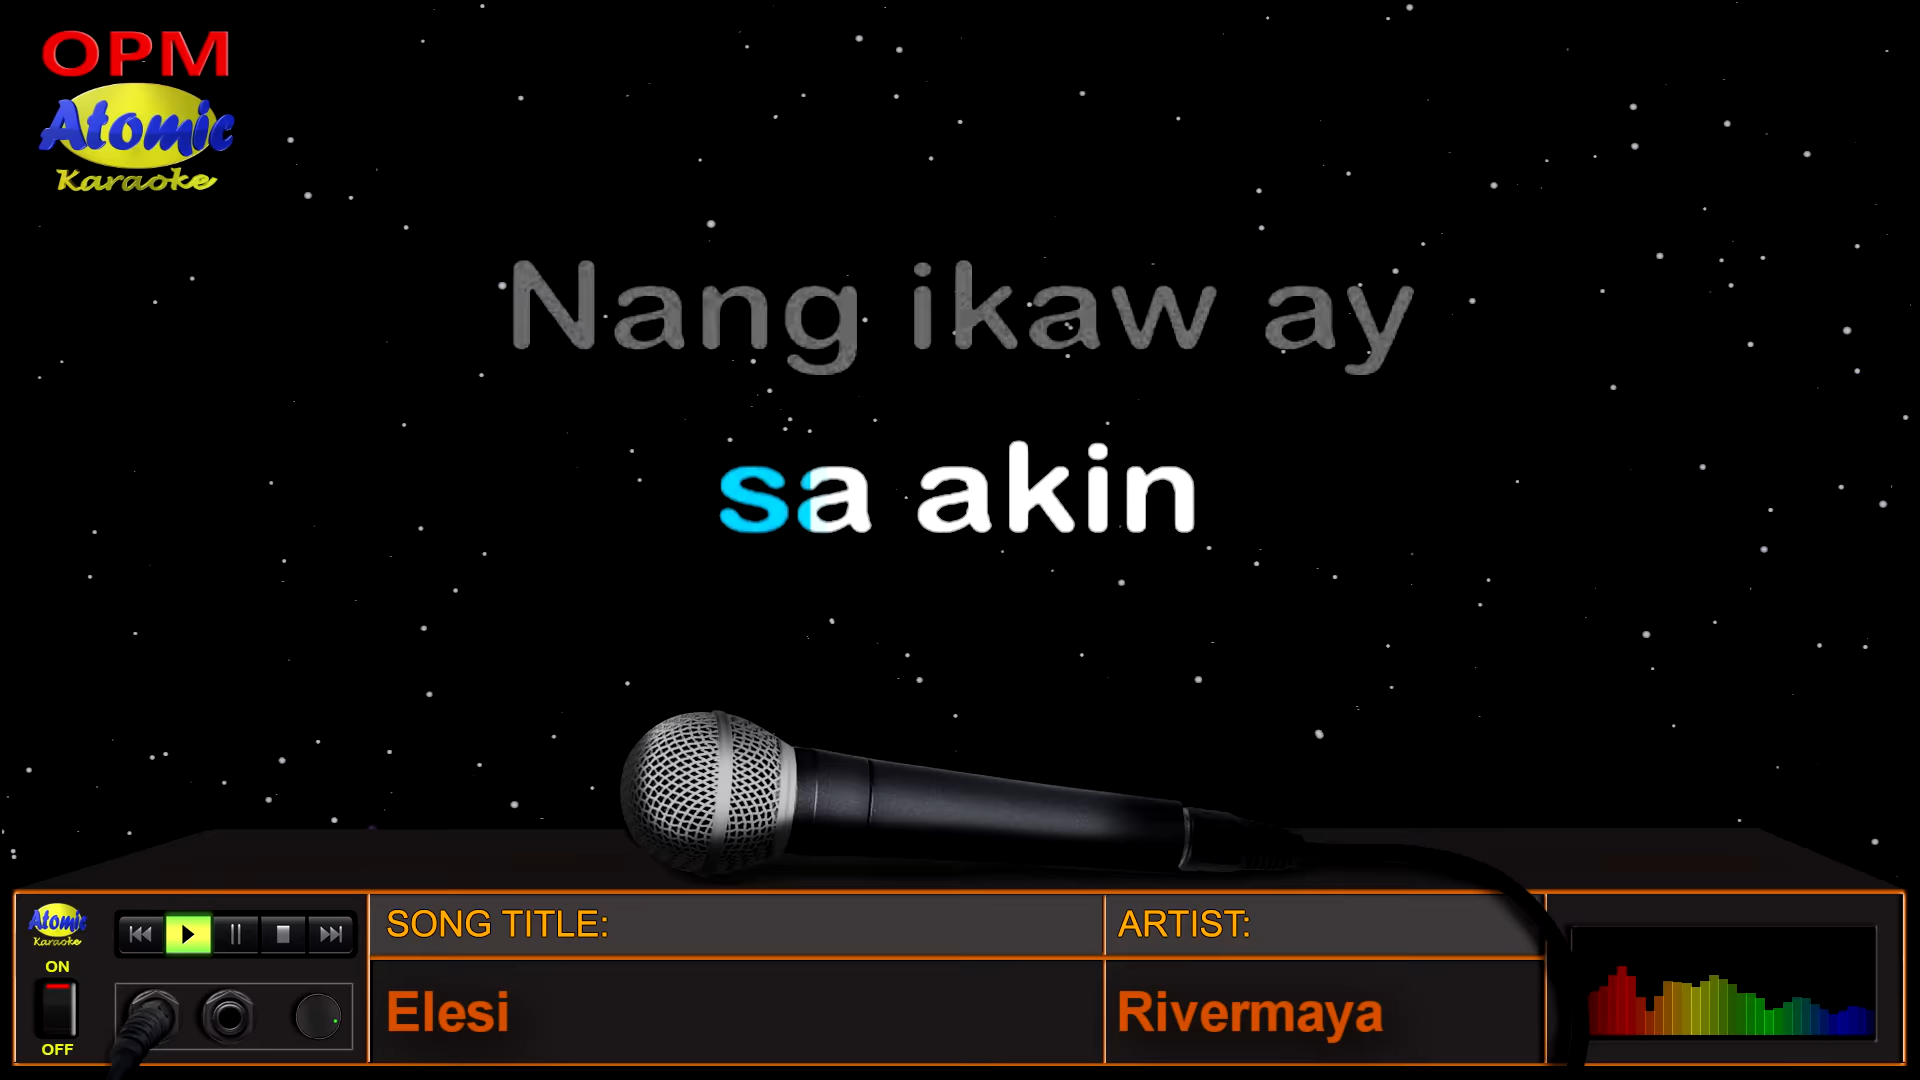 OPM
Atomic
Karaoke
Nang ikaw ay
sa akin
Atomic
Karaoke
ON
OFF
SONG TITLE:
ARTIST:
Elesi
Rivermaya